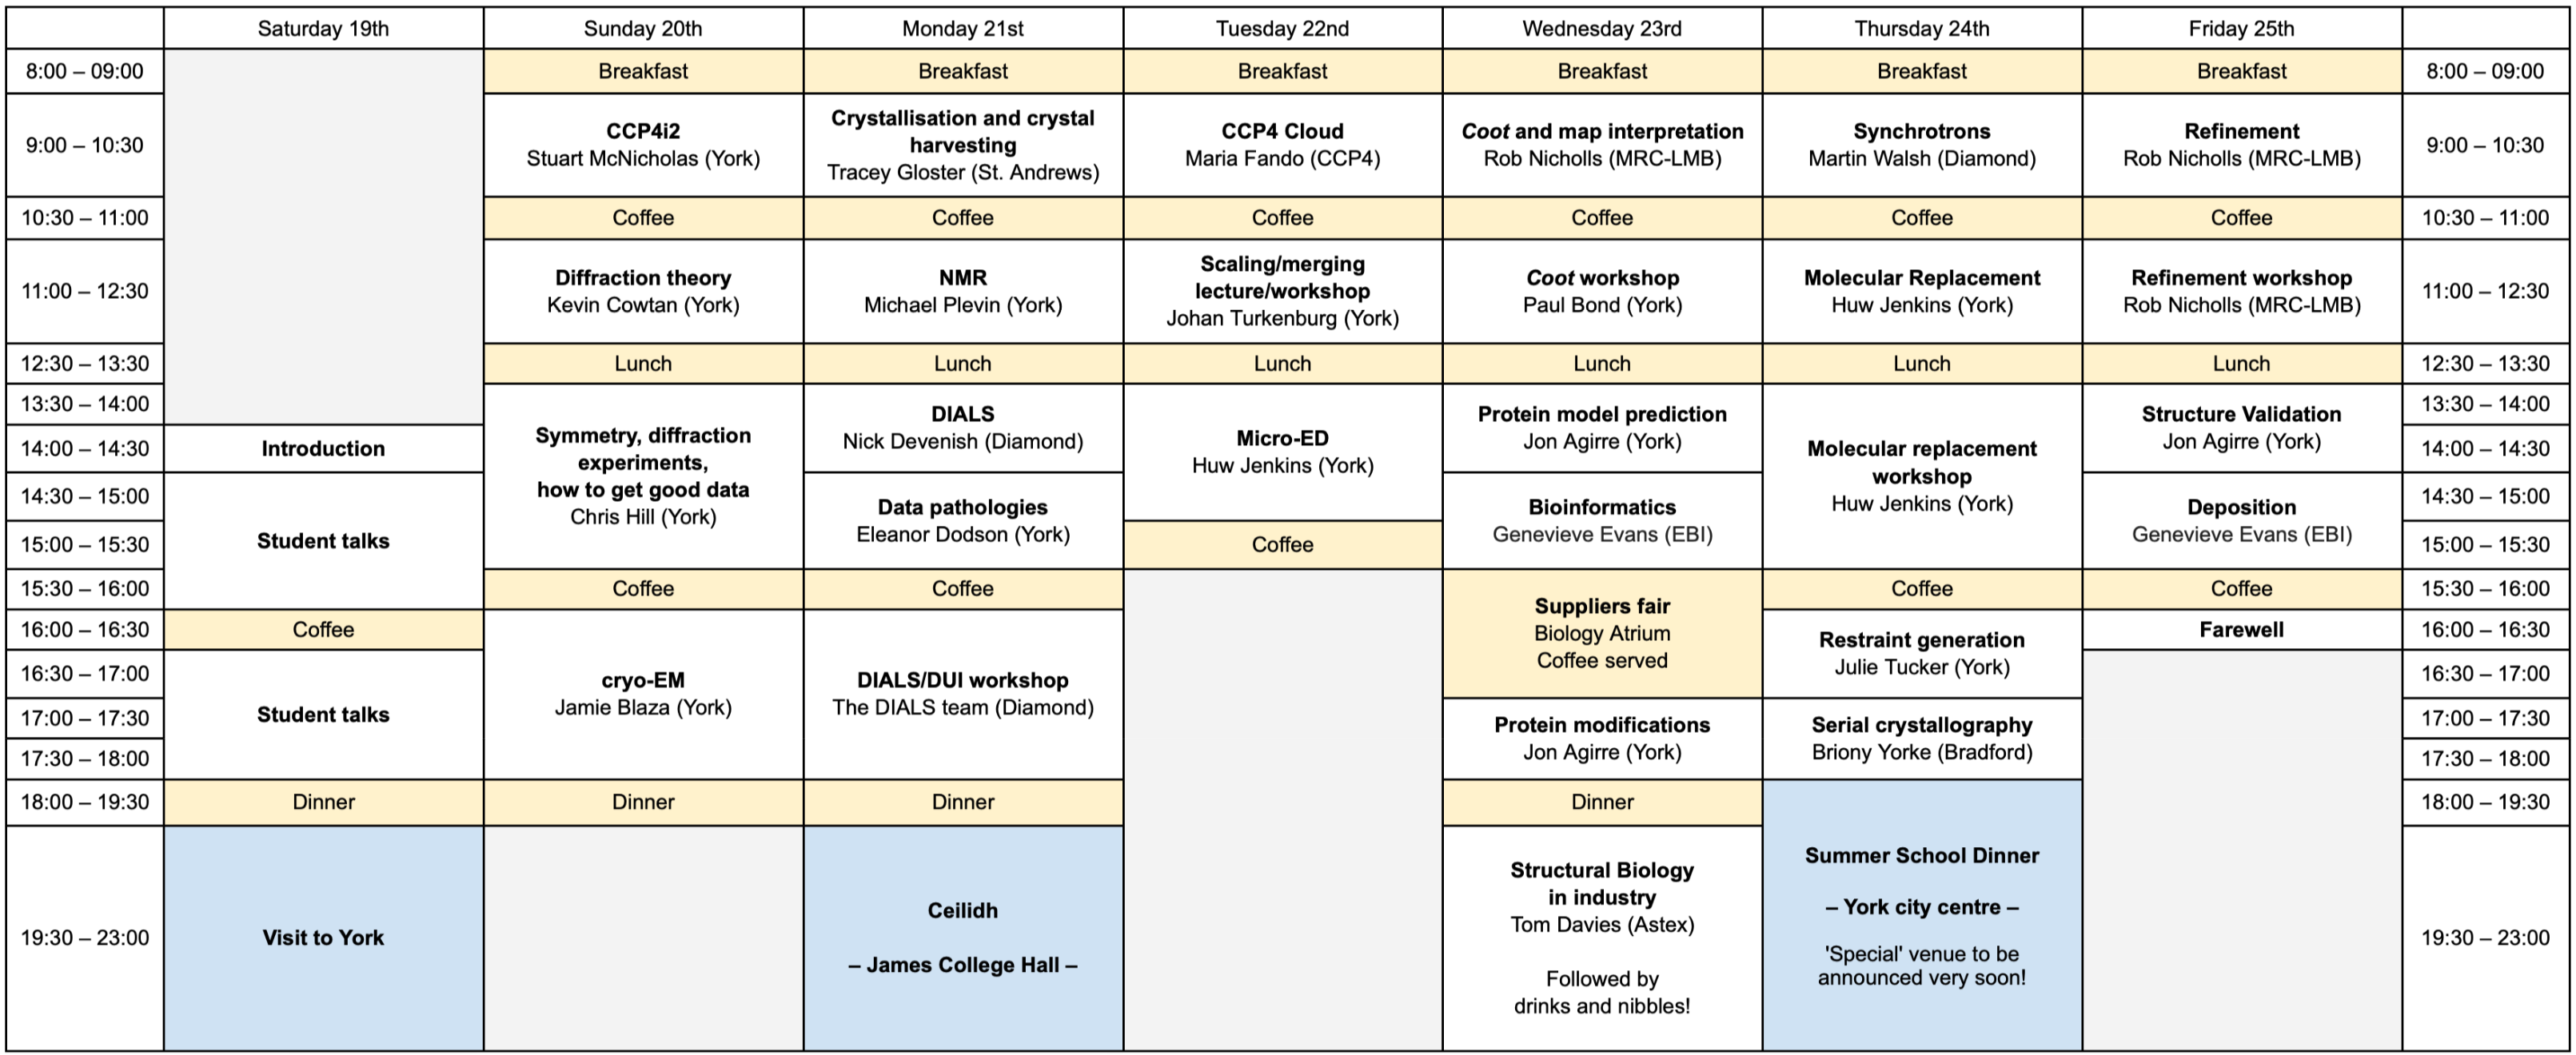 Saturday 19th
Sunday 20th
Monday 21st
Tuesday 22nd
Wednesday 23rd
Thursday 24th
Friday 25th
8:00 – 09:00
Breakfast
Breakfast
Breakfast
Breakfast
Breakfast
Breakfast
8:00 – 09:00
9:00 – 10:30
CCP4i2
Stuart McNicholas (York)
Crystallisation and crystal
harvesting
Tracey Gloster (St. Andrews)
CCP4 Cloud
Maria Fando (CCP4)
Coot and map interpretation
Rob Nicholls (MRC-LMB)
Synchrotrons
Martin Walsh (Diamond)
Refinement
Rob Nicholls (MRC-LMB)
9:00 – 10:30
10:30 – 11:00
Coffee
Coffee
Coffee
Coffee
Coffee
Coffee
10:30 – 11:00
11:00 – 12:30
Diffraction theory
Kevin Cowtan (York)
NMR
Michael Plevin (York)
Scaling/merging
lecture/workshop
Johan Turkenburg (York)
Coot workshop
Paul Bond (York)
Molecular Replacement
Huw Jenkins (York)
Refinement workshop
Rob Nicholls (MRC-LMB)
11:00 – 12:30
12:30 – 13:30
Lunch
Lunch
Lunch
Lunch
Lunch
Lunch
12:30 – 13:30
13:30 – 14:00
Symmetry, diffraction
experiments,
how to get good data
Chris Hill (York)
DIALS
Nick Devenish (Diamond)
Micro-ED
Huw Jenkins (York)
Protein model prediction
Jon Agirre (York)
Molecular replacement
workshop
Huw Jenkins (York)
Structure Validation
Jon Agirre (York)
13:30 – 14:00
14:00 – 14:30
Introduction
14:00 – 14:30
14:30 – 15:00
Student talks
Data pathologies
Eleanor Dodson (York)
Bioinformatics
Genevieve Evans (EBI)
Deposition
Genevieve Evans (EBI)
14:30 – 15:00
15:00 – 15:30
Coffee
15:00 – 15:30
15:30 – 16:00
Coffee
Coffee
Suppliers fair
Biology Atrium
Coffee served
Coffee
Coffee
15:30 – 16:00
16:00 – 16:30
Coffee
cryo-EM
Jamie Blaza (York)
DIALS/DUI workshop
The DIALS team (Diamond)
Restraint generation
Julie Tucker (York)
Farewell
16:00 – 16:30
16:30 – 17:00
Student talks
16:30 – 17:00
17:00 – 17:30
Protein modifications
Jon Agirre (York)
Serial crystallography
Briony Yorke (Bradford)
17:00 – 17:30
17:30 – 18:00
17:30 – 18:00
18:00 – 19:30
Dinner
Dinner
Dinner
Dinner
Summer School Dinner
– York city centre –
'Special' venue to be
announced very soon!
18:00 – 19:30
19:30 – 23:00
Visit to York
Ceilidh
– James College Hall –
Structural Biology
in industry
Tom Davies (Astex)
Followed by
drinks and nibbles!
19:30 – 23:00